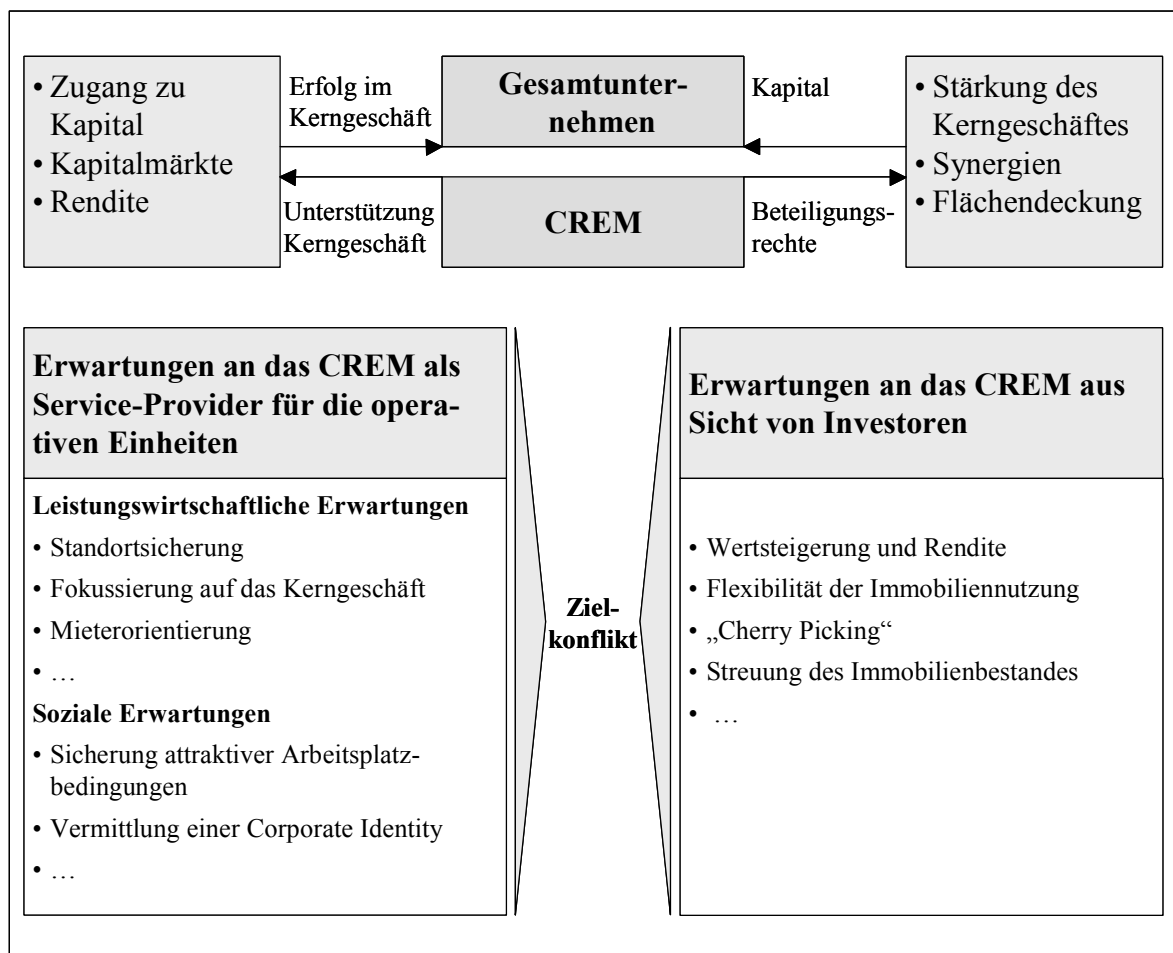 • Zugang zu
Kapital
• Kapitalmärkte
• Rendite
Erfolg im
Kerngeschäft
Unterstützung
Kerngeschäft
Gesamtunter-
nehmen
CREM
Kapital
Beteiligungs-
rechte
• Stärkung des
Kerngeschäftes
• Synergien
• Flächendeckung
Erwartungen an das CREM als
Service-Provider für die opera-
tiven Einheiten
Leistungswirtschaftliche Erwartungen
• Standortsicherung
• Fokussierung auf das Kerngeschäft
• Mieterorientierung
• …
Soziale Erwartungen
• Sicherung attraktiver Arbeitsplatz-
bedingungen
• Vermittlung einer Corporate Identity
• …
Ziel-
konflikt
Erwartungen an das CREM aus
Sicht von Investoren
• Wertsteigerung und Rendite
• Flexibilität der Immobiliennutzung
• „Cherry Picking“
• Streuung des Immobilienbestandes
• …